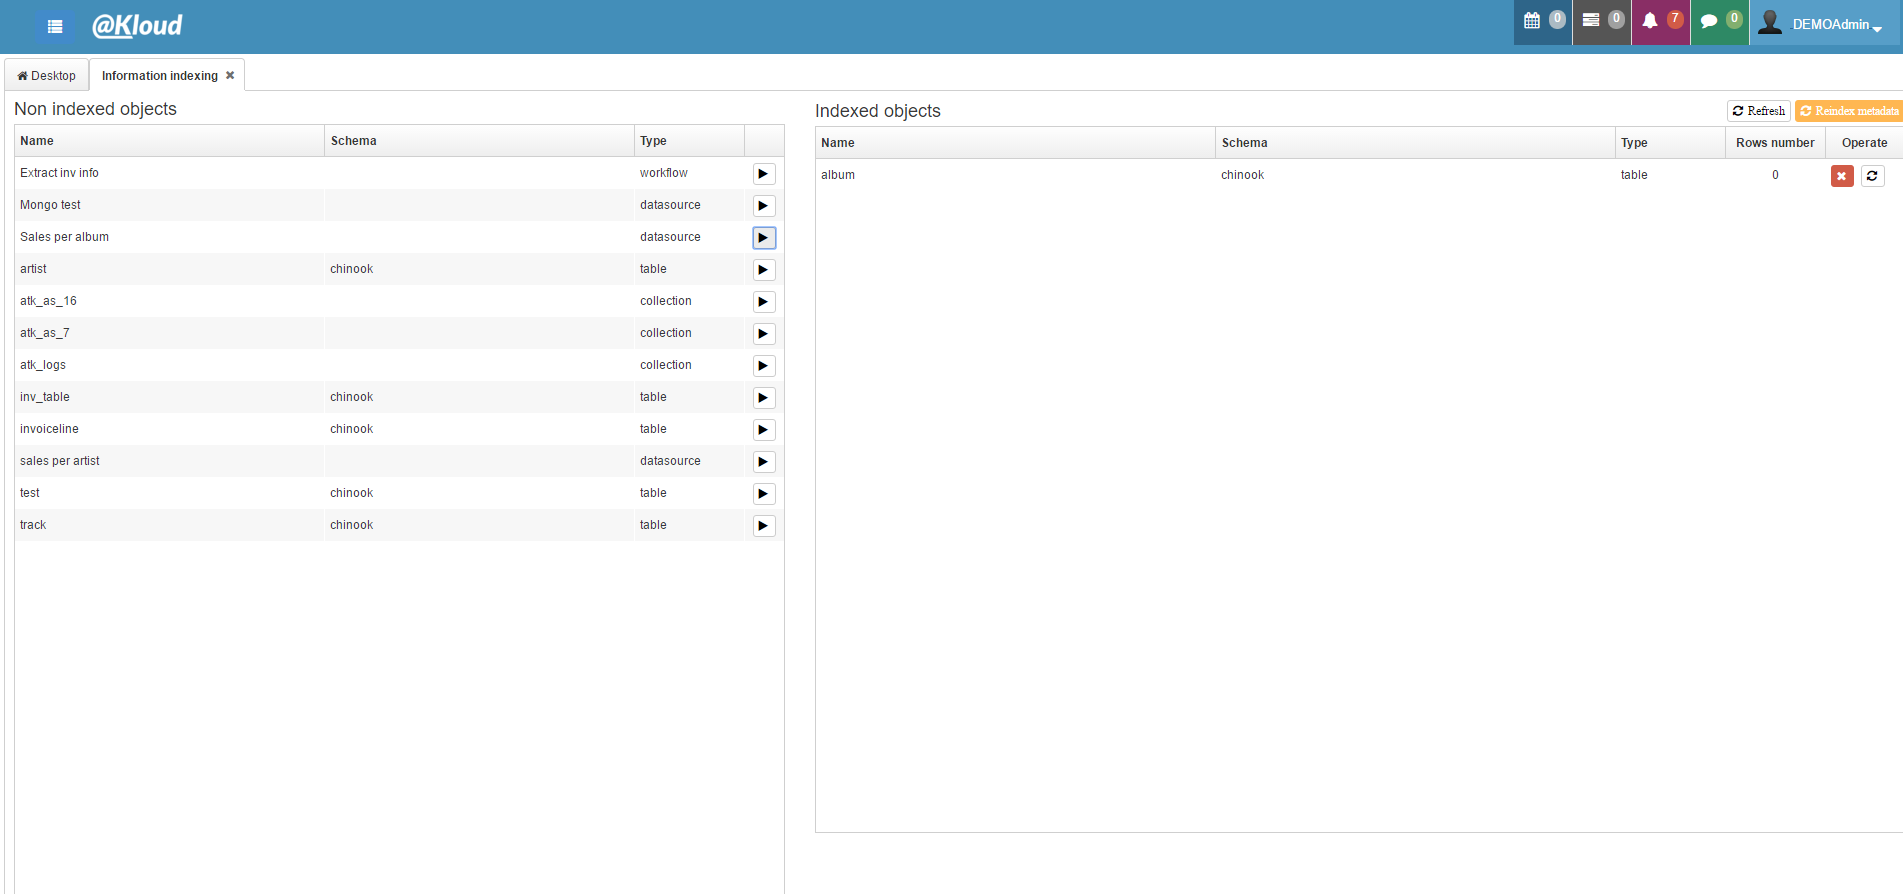 @Kloud
0
0
7
0
.DEMOAdmin
Desktop
Information indexing
Non indexed objects
Name Schema Type
Extract inv info workflow
Mongo test datasource
Sales per album datasource
artist chinook table
atk_as_16 collection
atk_as_7 collection
atk_logs collection
inv_table chinook table
invoiceline chinook table
sales per artist datasource
test chinook table
track chinook table
Indexed objects
Refresh
Reindex metadata
Name Schema Type Rows number Operate
album chinook table 0